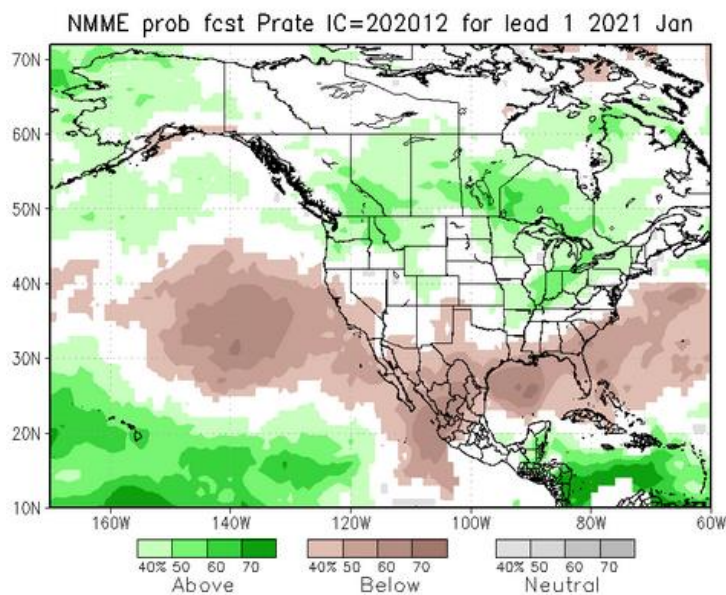 NMME prob fcst Prate IC=202012 for lead 1 2021 Jan
70N
60N
50N
40N
30N
20N
10N
160W 140W 120W 100W 80W 60W
40% 50 60 70 40% 50 60 70 40% 50 60 70
Above Below Neutral